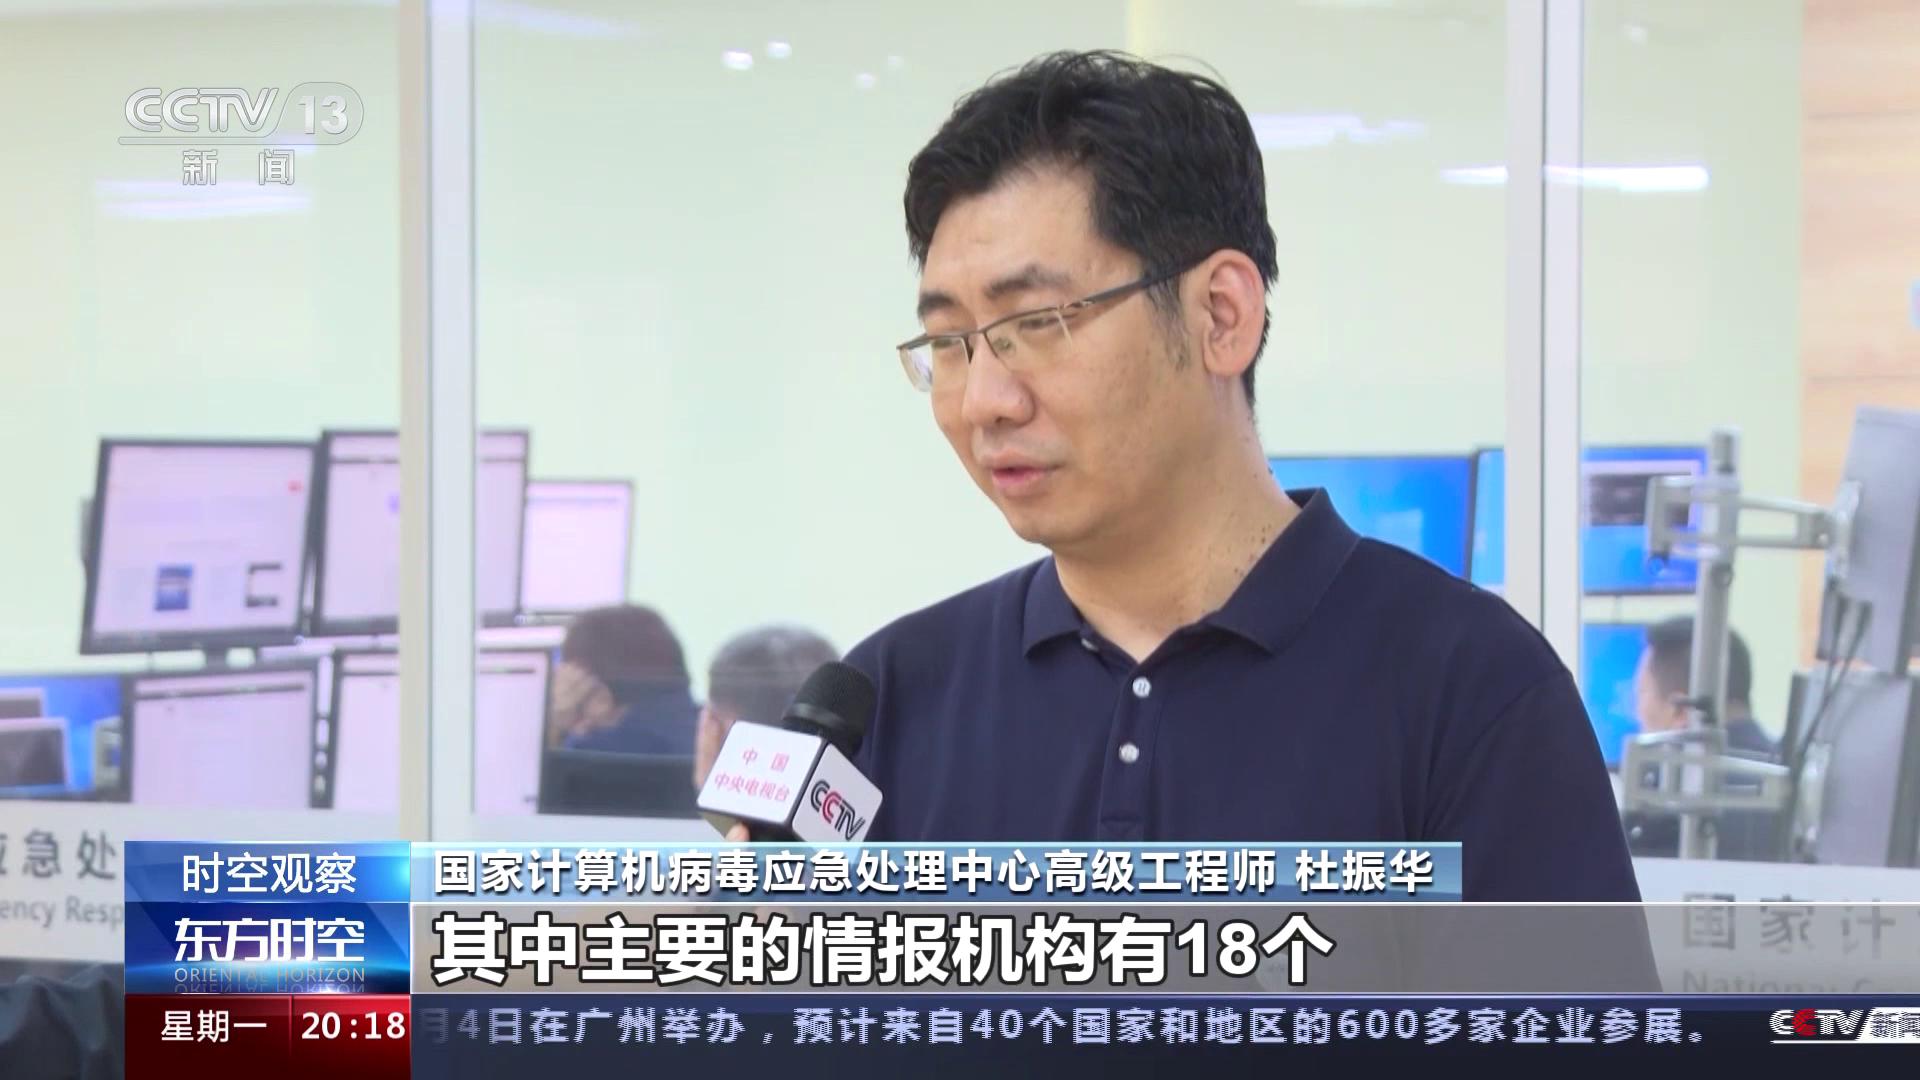 CCTV 13
新闻
中国
中央电视台
CCTV
应急处
ency Resp
国家计
National C
时空观察
国家计算机病毒应急处理中心高级工程师 杜振华
东方时空
ORIENTAL HORIZON
其中主要的情报机构有18个
星期一 20:18
月4日在广州举办，预计来自40个国家和地区的600多家企业参展。
CCTV 新闻